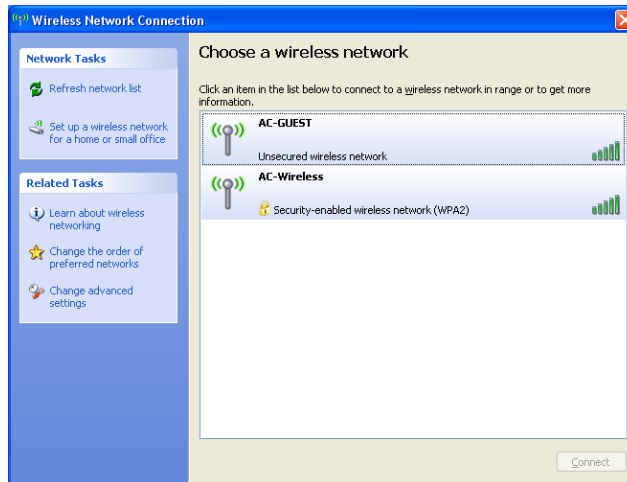 Wireless Network Connection
Network Tasks
Refresh network list
Set up a wireless network
for a home or small office
Related Tasks
Learn about wireless
networking
Change the order of
preferred networks
Change advanced
settings
Choose a wireless network
Click an item in the list below to connect to a wireless network in range or to get more
information.
AC-GUEST
Unsecured wireless network
AC-Wireless
Security-enabled wireless network (WPA2)
Connect